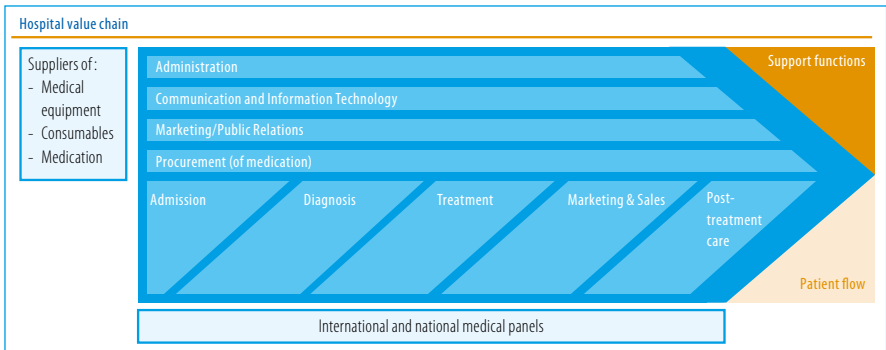 Hospital value chain
Suppliers of:
- Medical
equipment
- Consumables
- Medication
Administration
Communication and Information Technology
Marketing/Public Relations
Procurement (of medication)
Support functions
Admission
Diagnosis
Treatment
Marketing & Sales
Post-
treatment
care
Patient flow
International and national medical panels